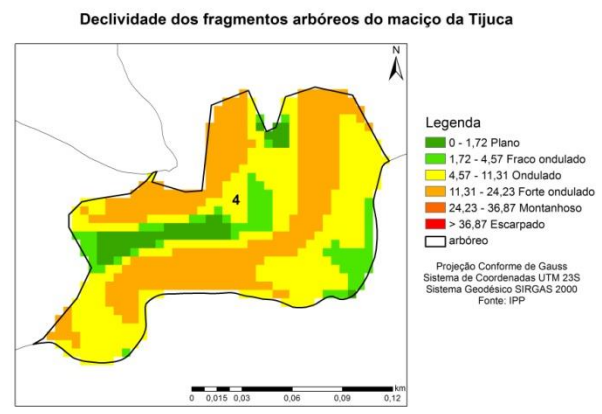 Declividade dos fragmentos arbóreos do maciço da Tijuca
N
4
Legenda
0 - 1,72 Plano
1,72 - 4,57 Fraco ondulado
4,57 - 11,31 Ondulado
11,31 - 24,23 Forte ondulado
24,23 - 36,87 Montanhoso
> 36,87 Escarpado
arbóreo
Projeção Conforme de Gauss
Sistema de Coordenadas UTM 23S
Sistema Geodésico SIRGAS 2000
Fonte: IPP
km
0 0,015 0,03 0,06 0,09 0,12